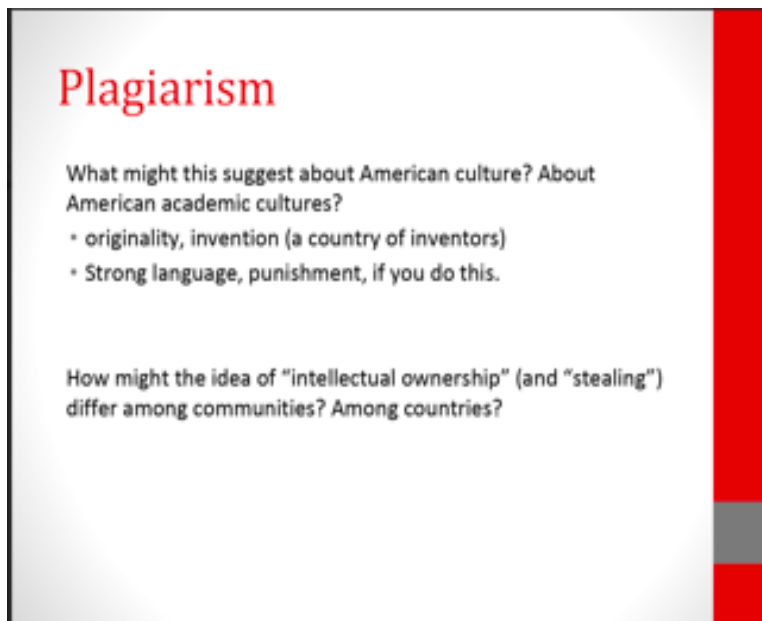 Plagiarism
What might this suggest about American culture? About
American academic cultures?
• originality, invention (a country of inventors)
• Strong language, punishment, if you do this.
How might the idea of “intellectual ownership” (and “stealing”)
differ among communities? Among countries?